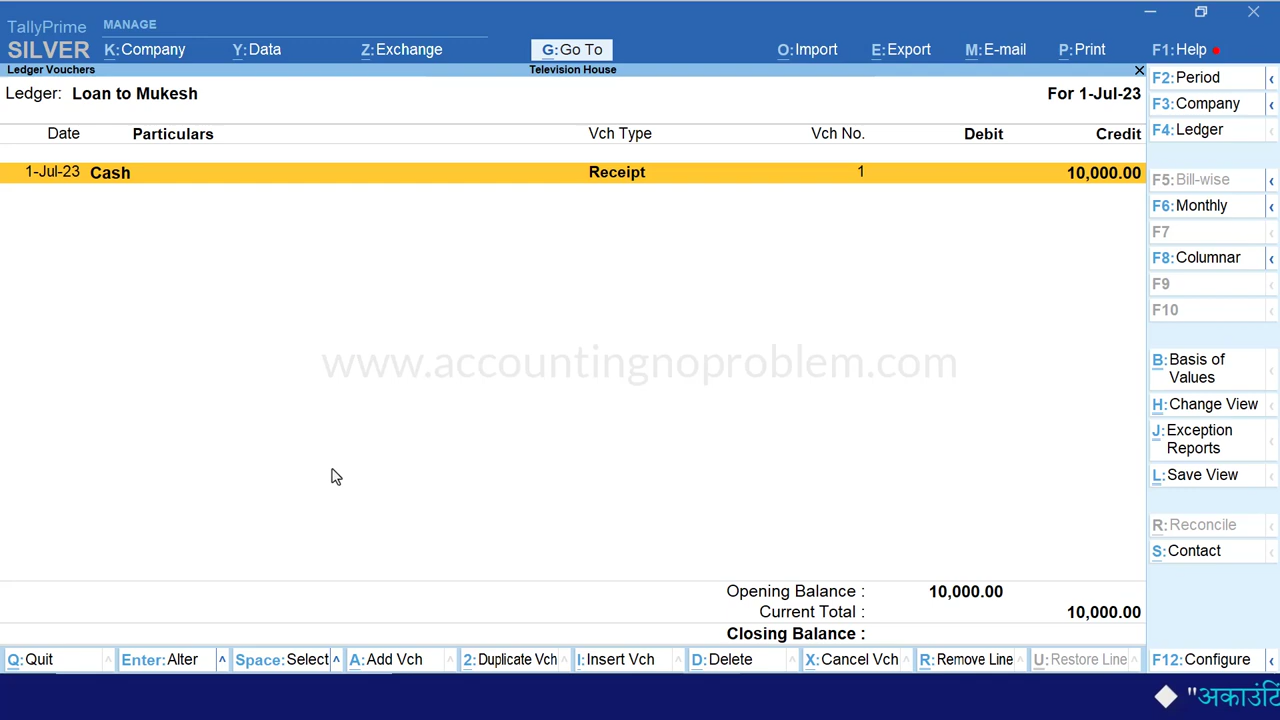 TallyPrime MANAGE
SILVER K:Company Y:Data Z:Exchange G:Go To O:Import E:Export M:E-mail P:Print F1:Help
Ledger Vouchers Television House
Ledger: Loan to Mukesh For 1-Jul-23
Date Particulars Vch Type Vch No. Debit Credit
1-Jul-23 Cash Receipt 1 10,000.00
www.accountingnoproblem.com
Opening Balance : 10,000.00
Current Total : 10,000.00
Closing Balance :
Q:Quit Enter:Alter Space:Select A:Add Vch 2:Duplicate Vch I:Insert Vch D:Delete X:Cancel Vch R:Remove Line U:Restore Line
F2:Period
F3:Company
F4:Ledger
F5:Bill-wise
F6:Monthly
F7
F8:Columnar
F9
F10
B:Basis of
Values
H:Change View
J:Exception
Reports
L:Save View
R:Reconcile
S:Contact
F12:Configure